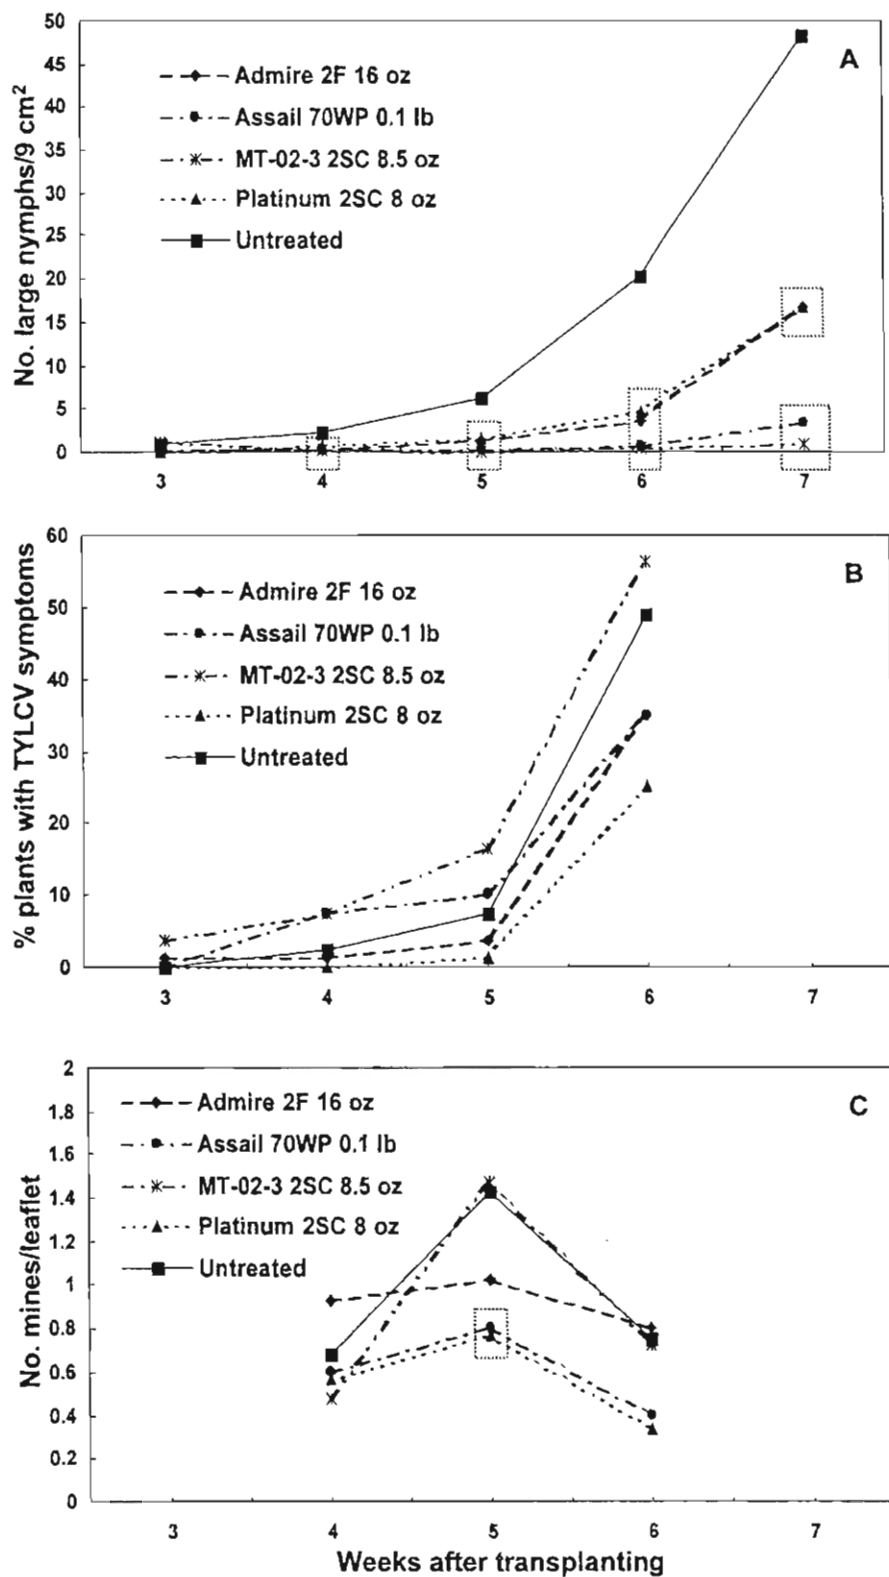 A
50
45
40
35
30
25
20
15
10
5
0
No. large nymphs/9 cm²
Admire 2F 16 oz
Assail 70WP 0.1 lb
MT-02-3 2SC 8.5 oz
Platinum 2SC 8 oz
Untreated
3 4 5 6 7
B
60
50
40
30
20
10
0
% plants with TYLCV symptoms
Admire 2F 16 oz
Assail 70WP 0.1 lb
MT-02-3 2SC 8.5 oz
Platinum 2SC 8 oz
Untreated
3 4 5 6 7
C
2
1.8
1.6
1.4
1.2
1
0.8
0.6
0.4
0.2
0
No. mines/leaflet
Admire 2F 16 oz
Assail 70WP 0.1 lb
MT-02-3 2SC 8.5 oz
Platinum 2SC 8 oz
Untreated
3 4 5 6 7
Weeks after transplanting